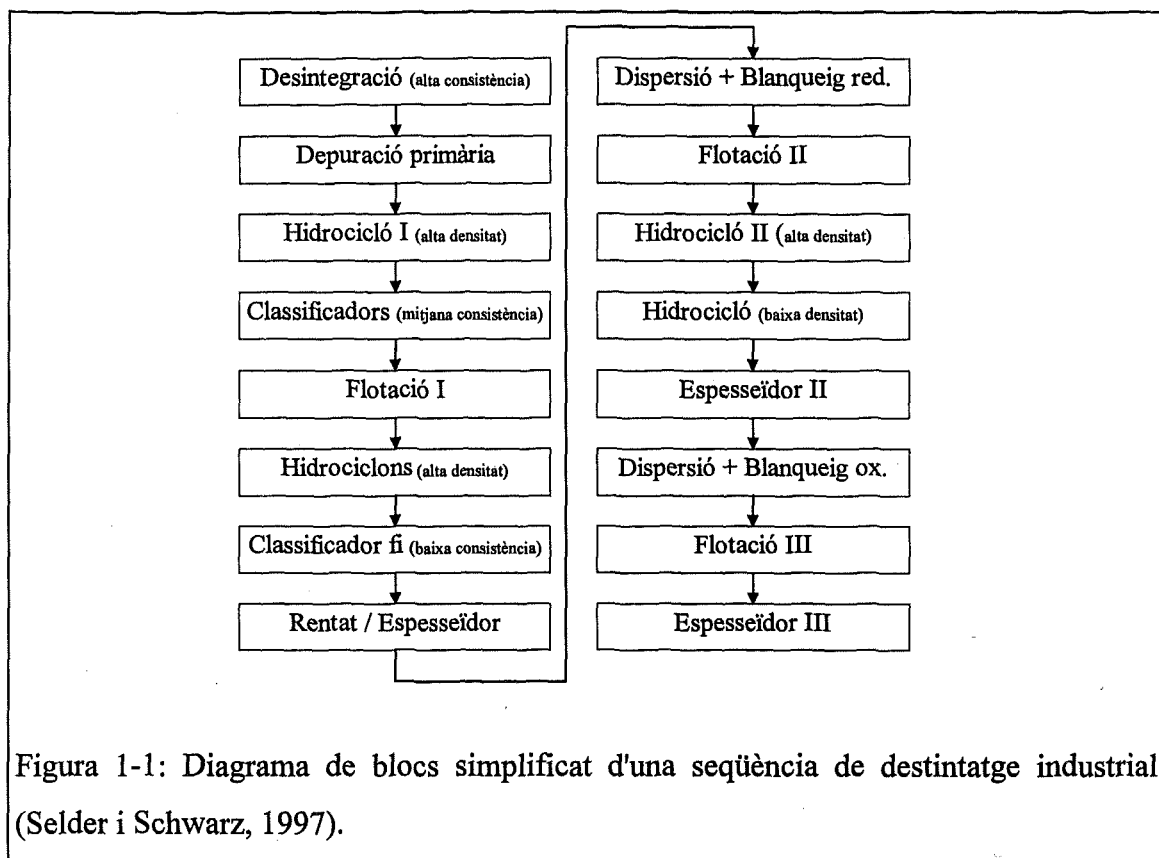 Desintegració (alta consistència)
Depuració primària
Hidrocicló I (alta densitat)
Classificadors (mitjana consistència)
Flotació I
Hidrociclons (alta densitat)
Classificador fi (baixa consistència)
Rentat / Espesseïdor
Dispersió + Blanqueig red.
Flotació II
Hidrocicló II (alta densitat)
Hidrocicló (baixa densitat)
Espesseïdor II
Dispersió + Blanqueig ox.
Flotació III
Espesseïdor III
Figura 1-1: Diagrama de blocs simplificat d'una seqüència de destintatge industrial
(Selder i Schwarz, 1997).